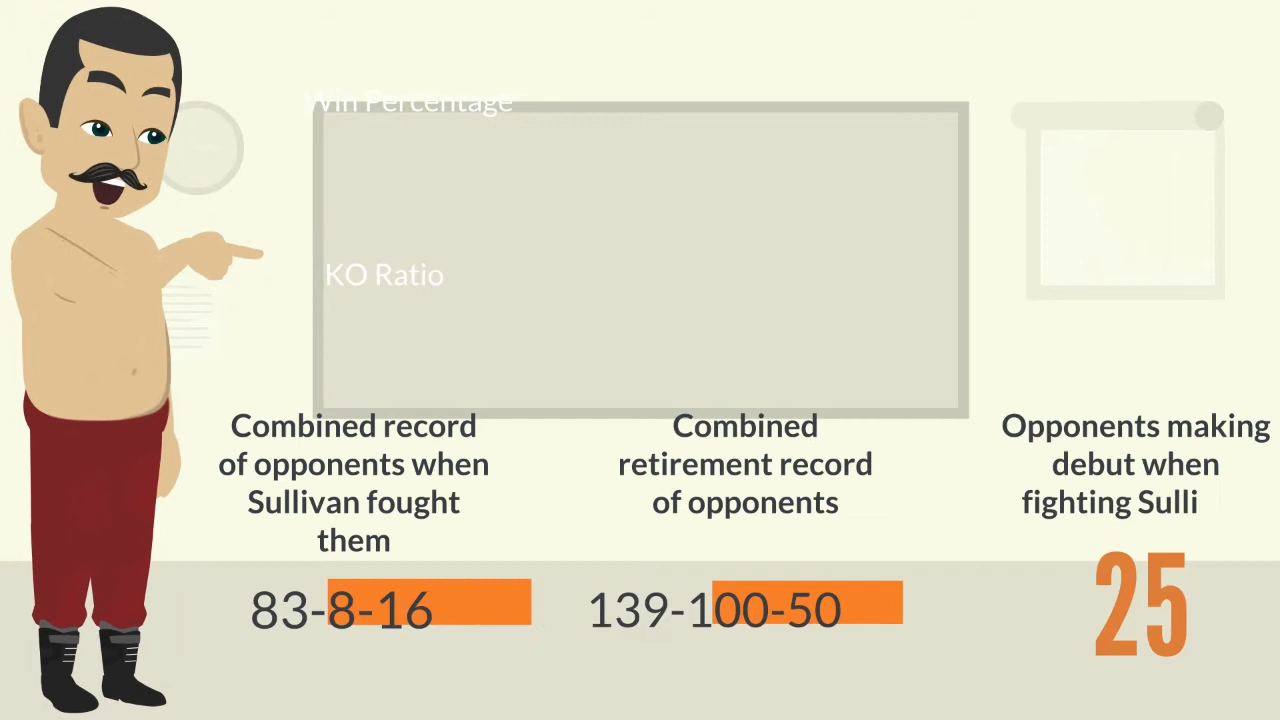 Win Percentage
KO Ratio
Combined record
of opponents when
Sullivan fought
them
83-8-16
Combined
retirement record
of opponents
139-100-50
Opponents making
debut when
fighting Sulli
25